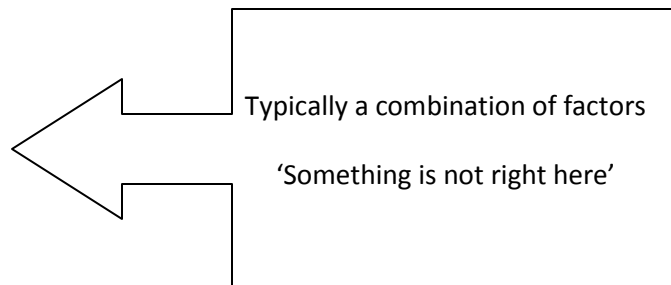 Typically a combination of factors
‘Something is not right here’